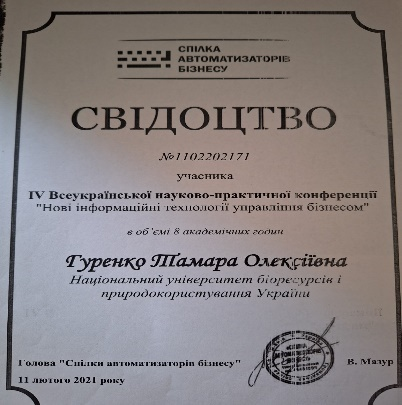 СПІЛКА
АВТОМАТИЗАТОРІВ
БІЗНЕСУ
СВІДОЦТВО
№1102202171
учасника
IV Всеукраїнської науково-практичної конференції
"Нові інформаційні технології управління бізнесом"
в об'ємі 8 академічних годин
Гуренко Тамара Олексіївна
Національний університет біоресурсів і
природокористування України
Голова "Спілки автоматизаторів бізнесу" В. Мазур
11 лютого 2021 року